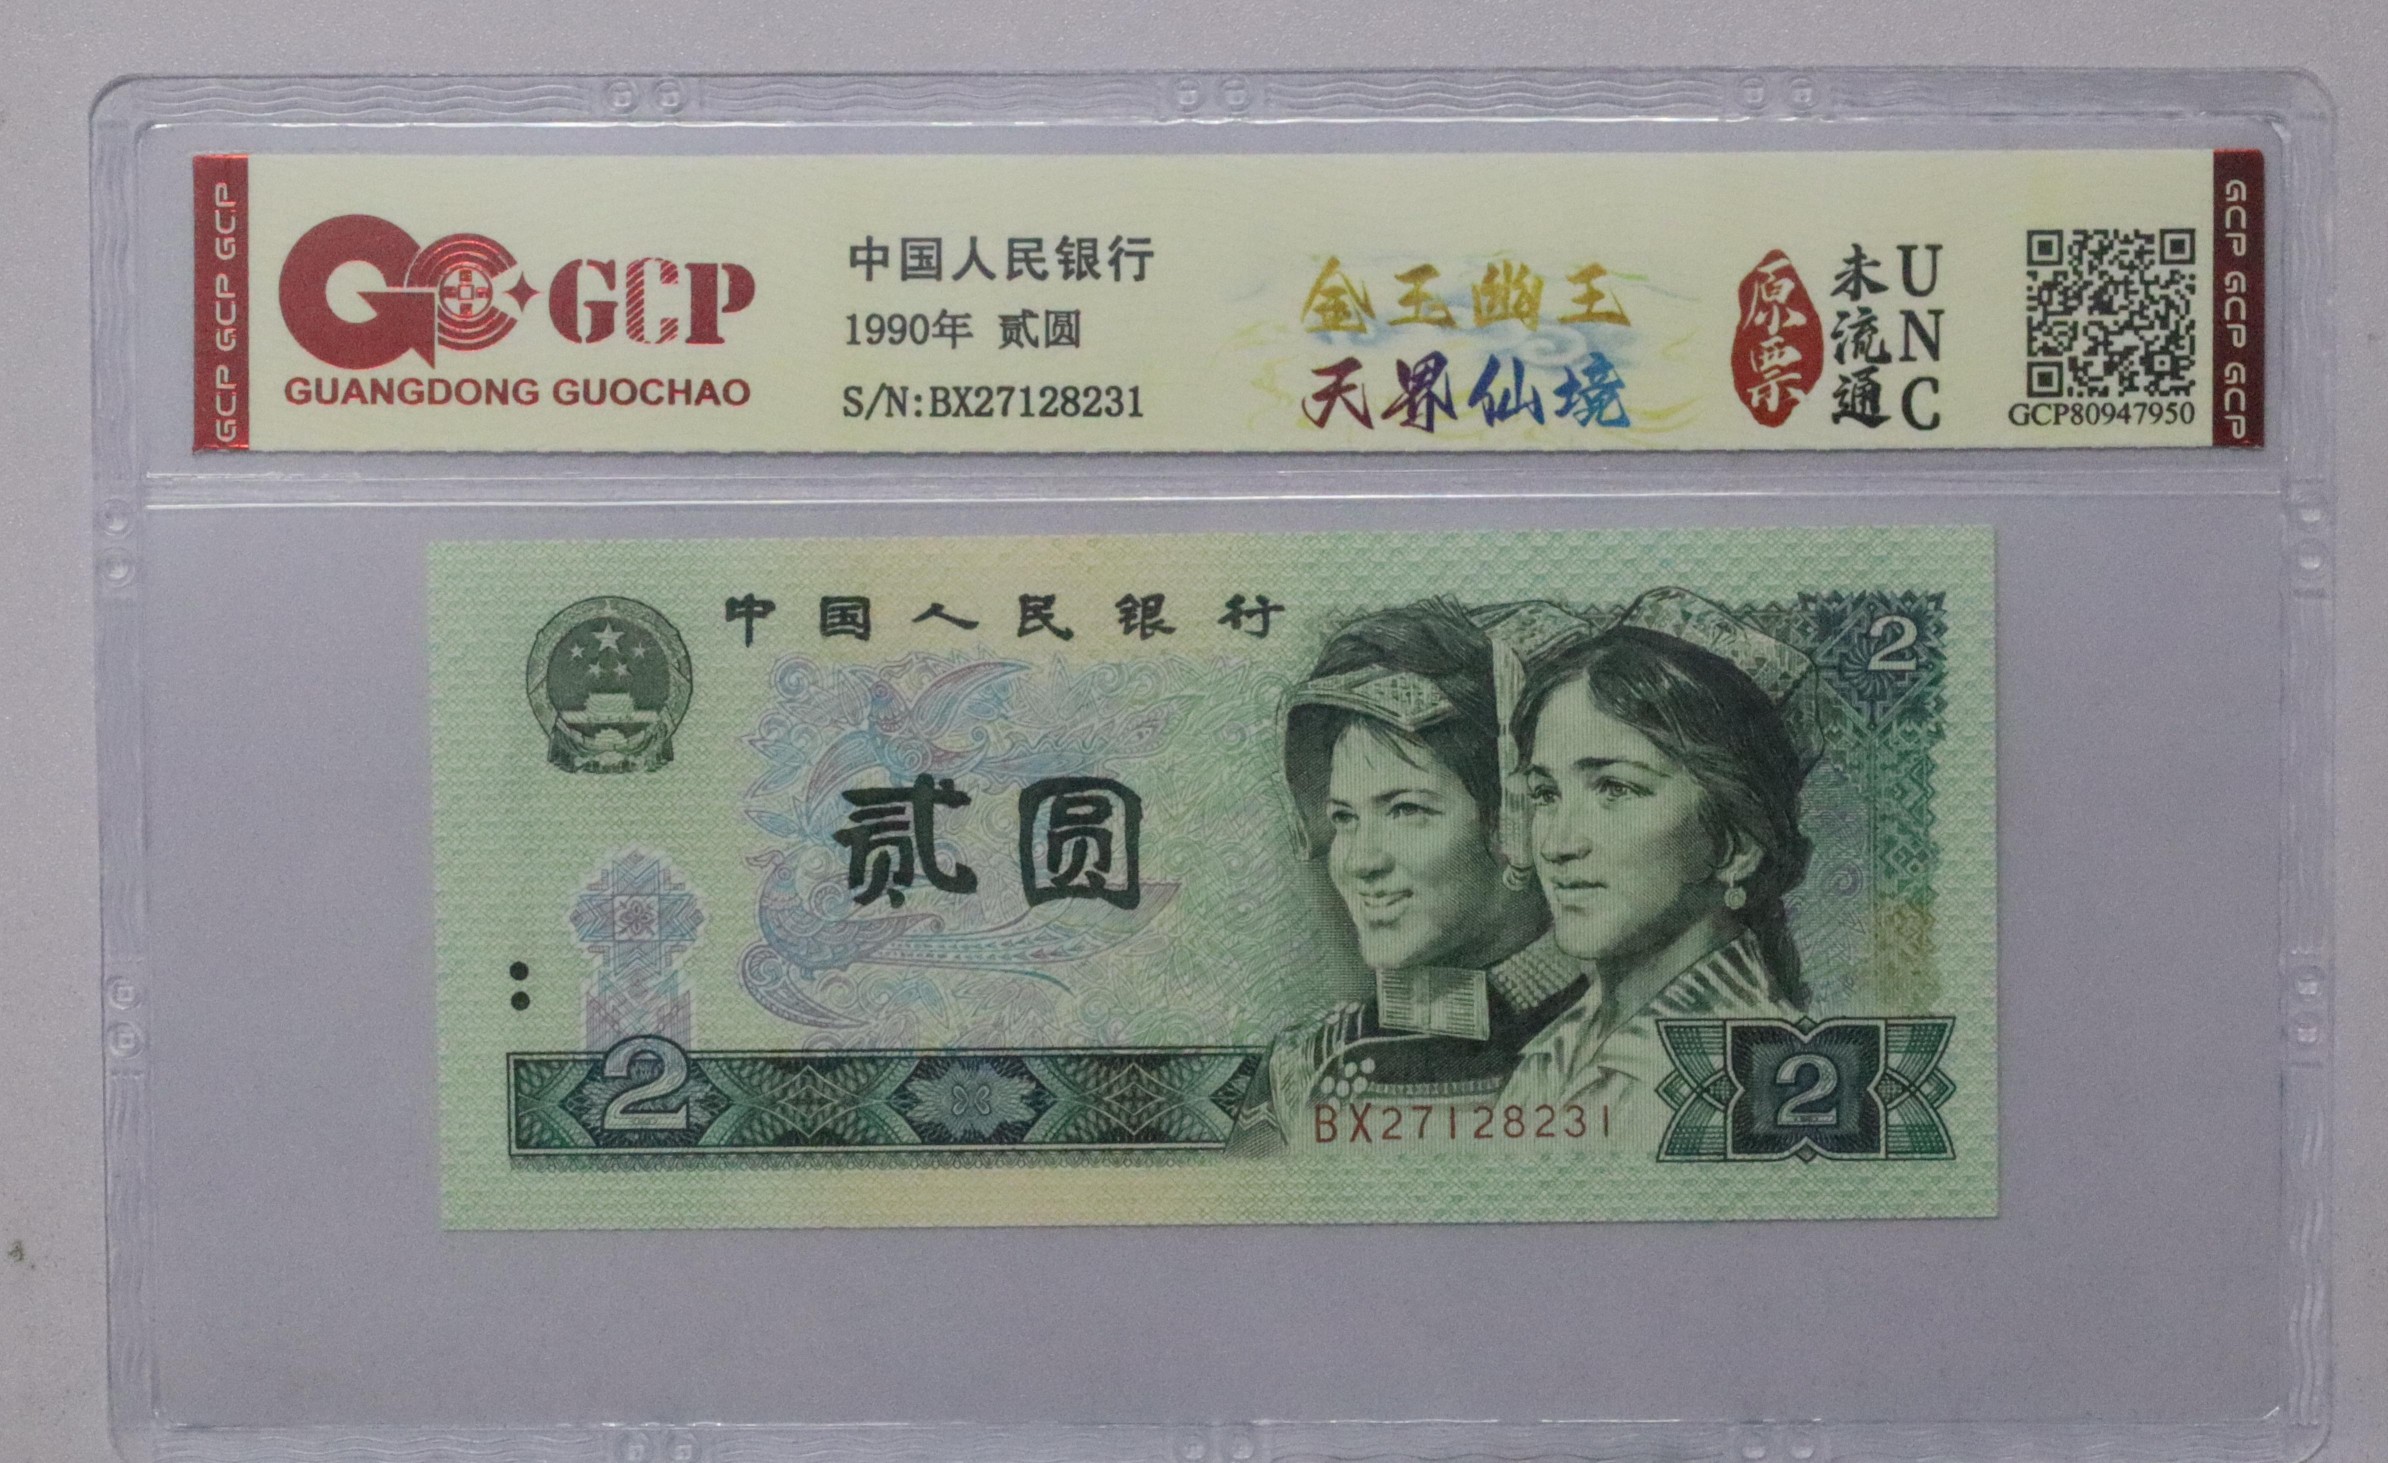 GCP GCP GCP
GCP
GUANGDONG GUOCHAO
中国人民银行
1990年 贰圆
S/N:BX27128231
金玉幽王
天界仙境
原票
未流通
UNC
GCP80947950
GCP GCP GCP
中国人民银行
2
贰圆
2
BX27128231
2